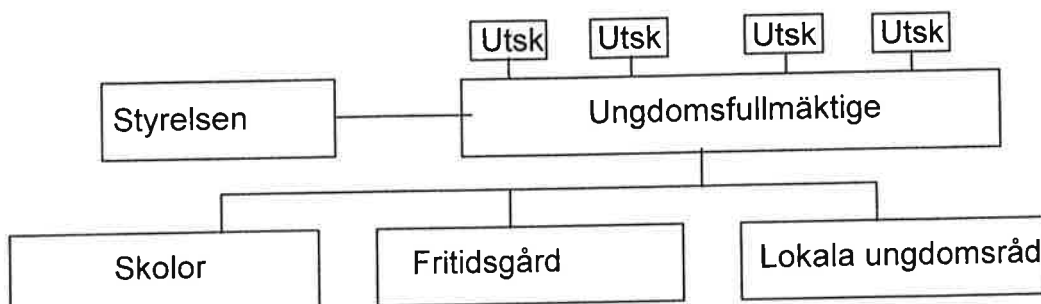 Utsk
Utsk
Utsk
Utsk
Styrelsen
Ungdomsfullmäktige
Skolor
Fritidsgård
Lokala ungdomsråd